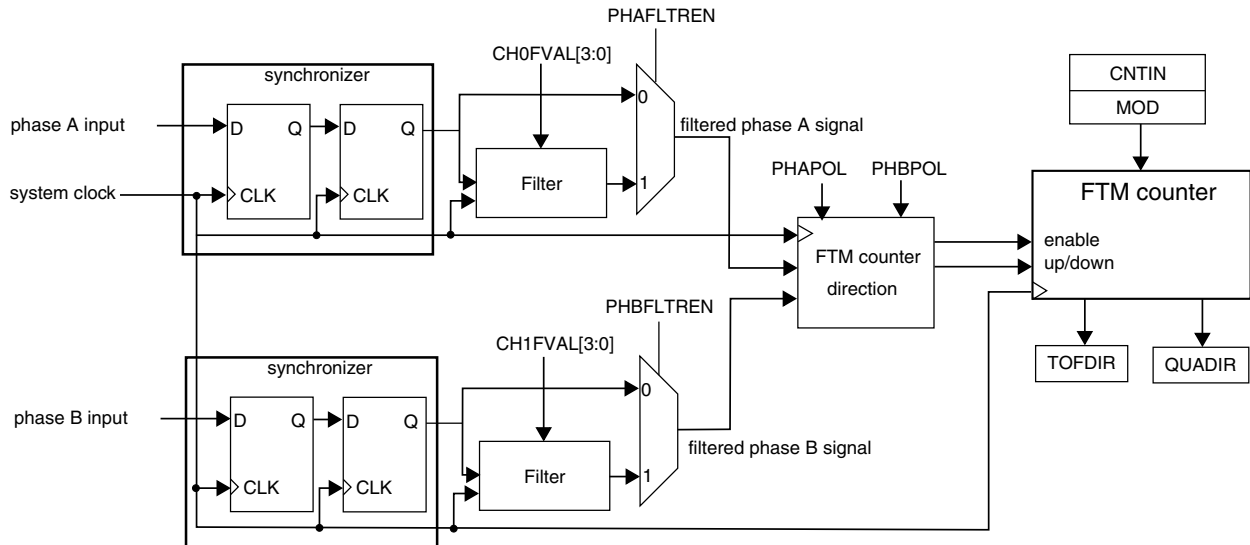 PHAFLTREN
CH0FVAL[3:0]
synchronizer
CNTIN
MOD
phase A input
D Q D Q
0
filtered phase A signal
Filter
1
system clock
CLK CLK
PHAPOL PHBPOL
FTM counter
enable
up/down
FTM counter
direction
PHBFLTREN
CH1FVAL[3:0]
synchronizer
TOFDIR QUADIR
phase B input
D Q D Q
0
filtered phase B signal
Filter
1
CLK CLK